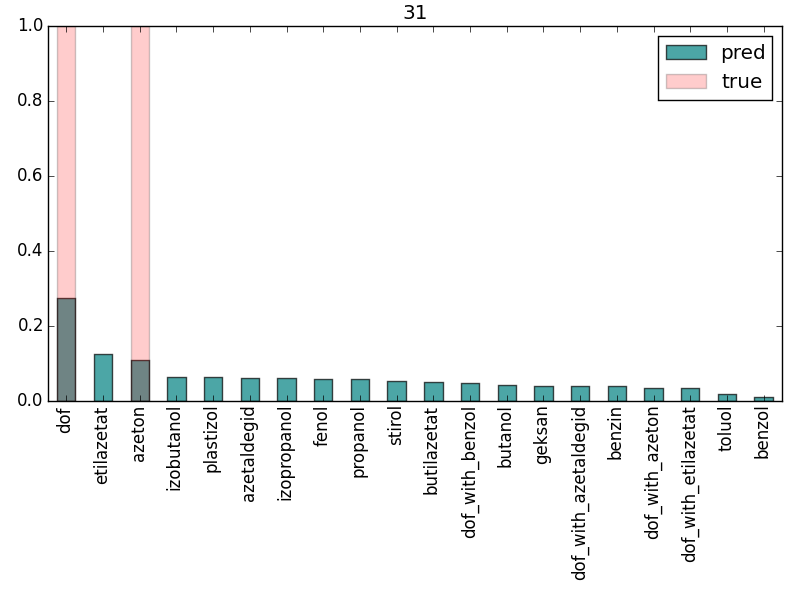 31
1.0
0.8
0.6
0.4
0.2
0.0
pred
true
dof
etilazetat
azeton
izobutanol
plastizol
azetaldegid
izopropanol
fenol
propanol
stirol
butilazetat
dof_with_benzol
butanol
geksan
dof_with_azetaldegid
benzin
dof_with_azeton
dof_with_etilazetat
toluol
benzol